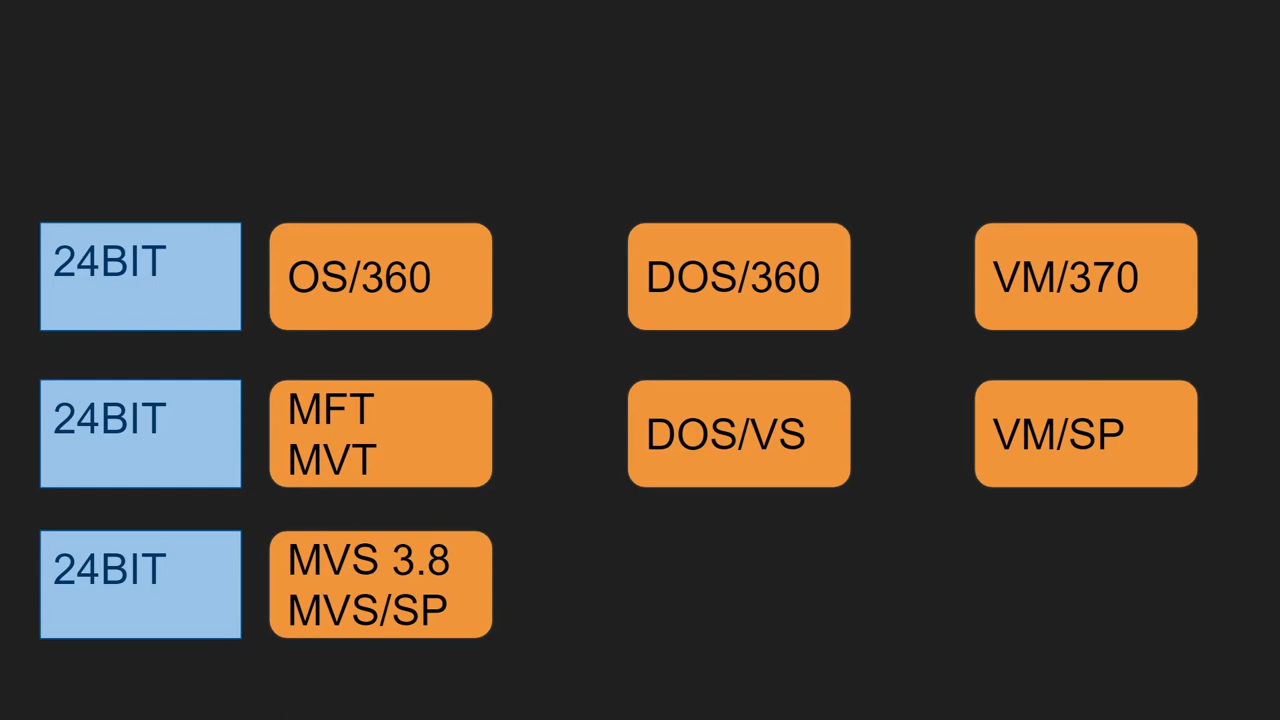 24BIT
OS/360
DOS/360
VM/370
24BIT
MFT
MVT
DOS/VS
VM/SP
24BIT
MVS 3.8
MVS/SP